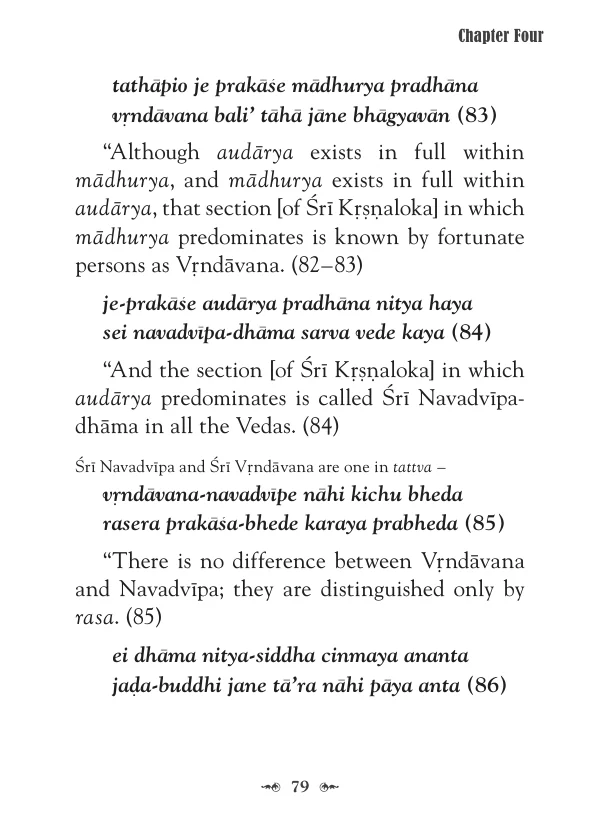 Chapter Four
tathāpio je prakāśe mādhurya pradhāna
vṛndāvana bali’ tāhā jāne bhāgyavān (83)
“Although audārya exists in full within
mādhurya, and mādhurya exists in full within
audārya, that section [of Śrī Kṛṣṇaloka] in which
mādhurya predominates is known by fortunate
persons as Vṛndāvana. (82–83)
je-prakāśe audārya pradhāna nitya haya
sei navadvīpa-dhāma sarva vede kaya (84)
“And the section [of Śrī Kṛṣṇaloka] in which
audārya predominates is called Śrī Navadvīpa-
dhāma in all the Vedas. (84)
Śrī Navadvīpa and Śrī Vṛndāvana are one in tattva –
vṛndāvana-navadvīpe nāhi kichu bheda
rasera prakāśa-bhede karaya prabheda (85)
“There is no difference between Vṛndāvana
and Navadvīpa; they are distinguished only by
rasa. (85)
ei dhāma nitya-siddha cinmaya ananta
jaḍa-buddhi jane tā’ra nāhi pāya anta (86)
79